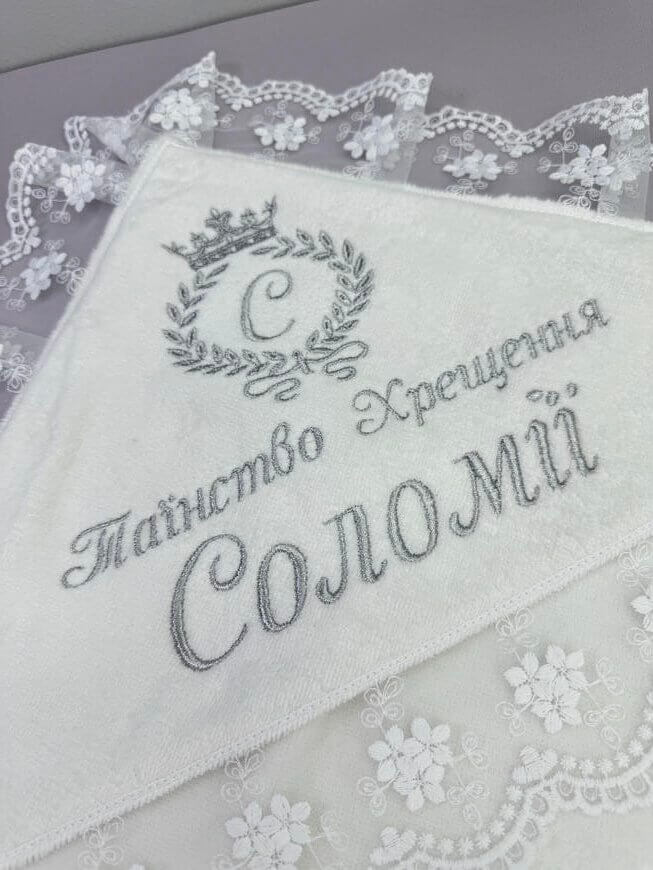 С
Таїнство Хрещення
Соломії